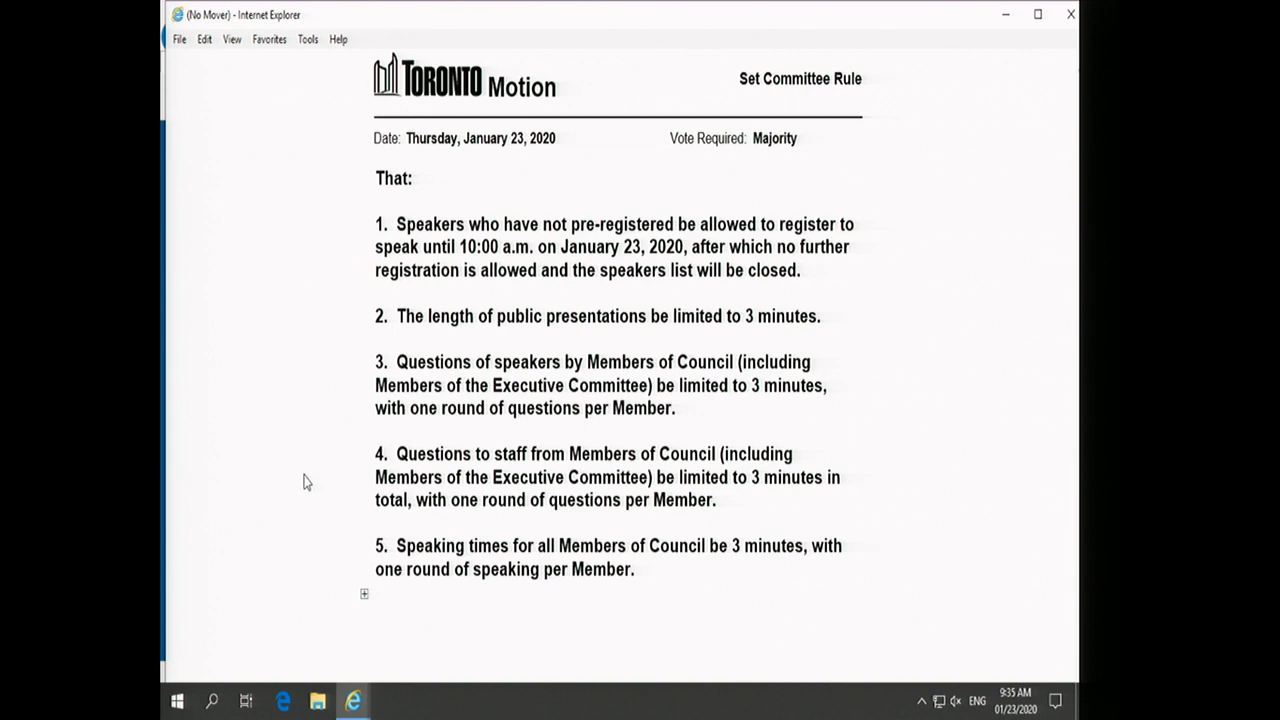 (No Mover) - Internet Explorer
File Edit View Favorites Tools Help
TORONTO Motion
Set Committee Rule
Date: Thursday, January 23, 2020
Vote Required: Majority
That:
1. Speakers who have not pre-registered be allowed to register to
speak until 10:00 a.m. on January 23, 2020, after which no further
registration is allowed and the speakers list will be closed.
2. The length of public presentations be limited to 3 minutes.
3. Questions of speakers by Members of Council (including
Members of the Executive Committee) be limited to 3 minutes,
with one round of questions per Member.
4. Questions to staff from Members of Council (including
Members of the Executive Committee) be limited to 3 minutes in
total, with one round of questions per Member.
5. Speaking times for all Members of Council be 3 minutes, with
one round of speaking per Member.
ENG
9:35 AM
01/23/2020